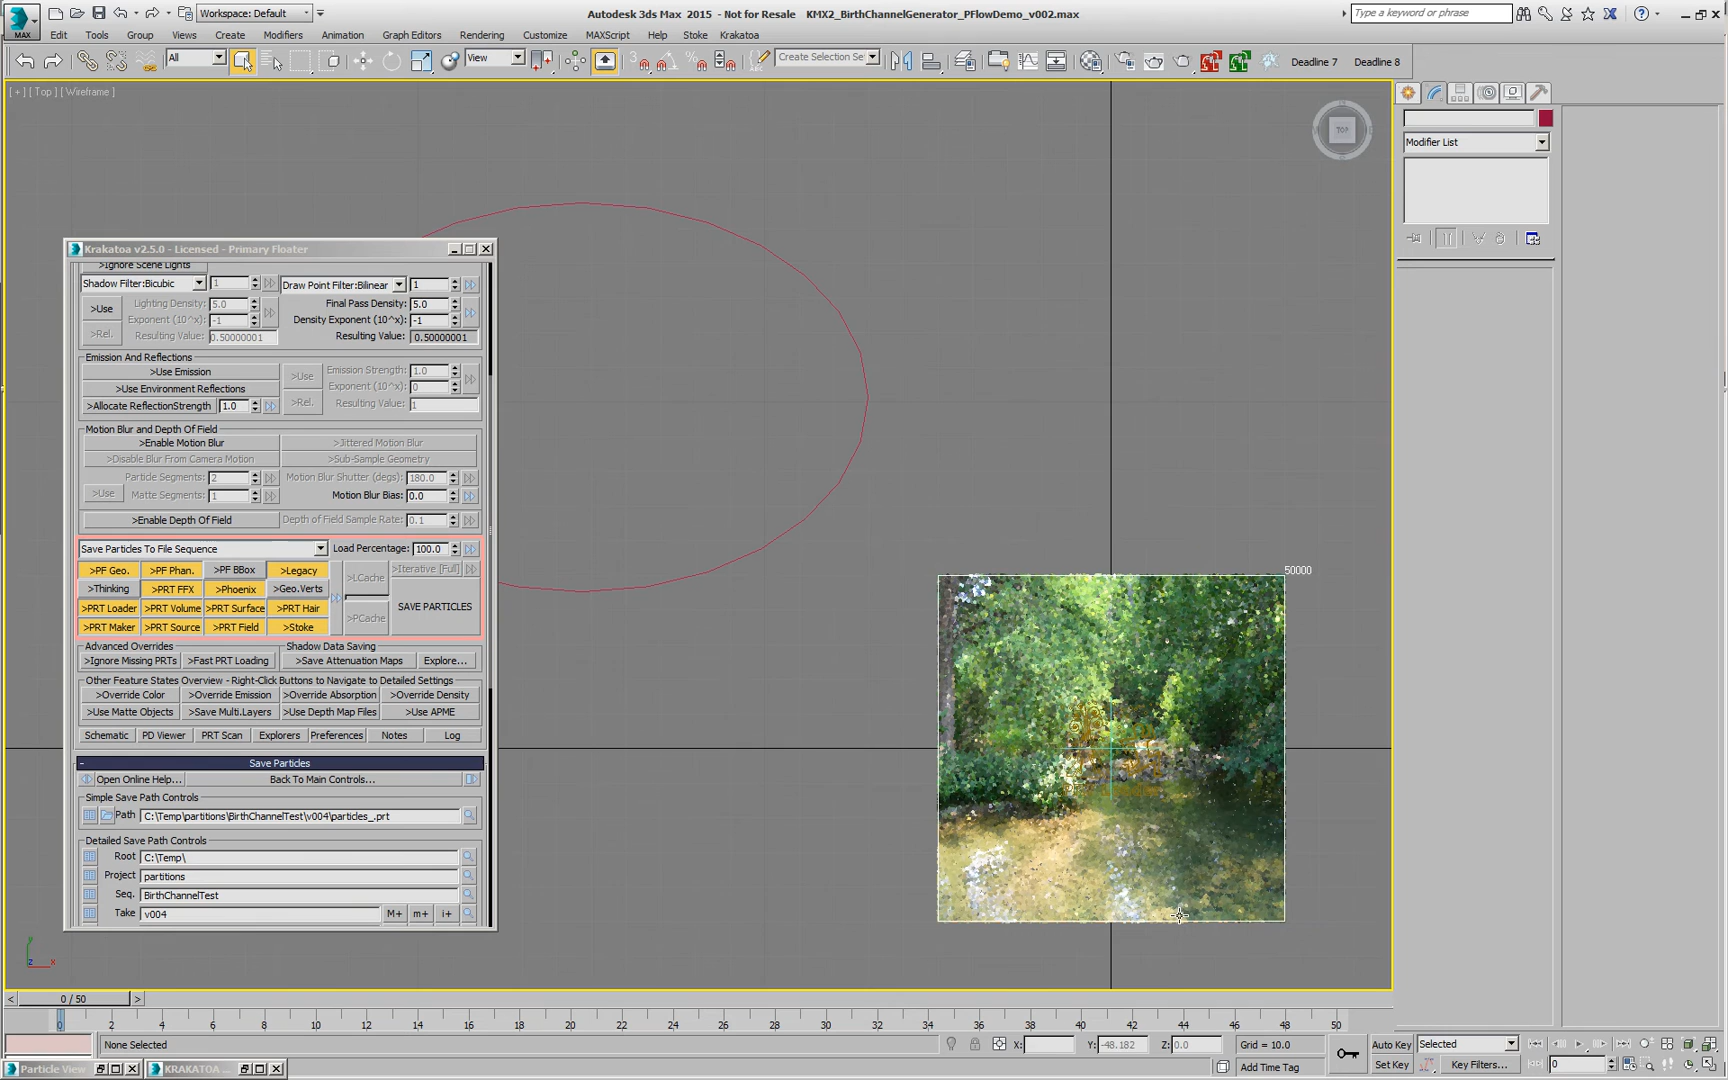 Workspace: Default
Autodesk 3ds Max 2015 - Not for Resale KMX2_BirthChannelGenerator_PFlowDemo_v002.max
Type a keyword or phrase
MAX
Edit Tools Group Views Create Modifiers Animation Graph Editors Rendering Customize MAXScript Help Stoke Krakatoa
All View Create Selection Se Deadline 7 Deadline 8
[ + ] [ Top ] [ Wireframe ]
TOP
Modifier List
Krakatoa v2.5.0 - Licensed - Primary Floater
>Ignore Scene Lights
Shadow Filter:Bicubic 1 Draw Point Filter:Bilinear 1
>Use Lighting Density: 5.0 Final Pass Density: 5.0
Exponent (10^x): -1 Density Exponent (10^x): -1
>Rel. Resulting Value: 0.50000001 Resulting Value: 0.50000001
Emission And Reflections
>Use Emission >Use Emission Strength: 1.0
>Use Environment Reflections Exponent (10^x): 0
>Allocate ReflectionStrength 1.0 >Rel. Resulting Value: 1
Motion Blur and Depth Of Field
>Enable Motion Blur >Jittered Motion Blur
>Disable Blur From Camera Motion >Sub-Sample Geometry
Particle Segments: 2 Motion Blur Shutter (degs): 180.0
>Use Matte Segments: 1 Motion Blur Bias: 0.0
>Enable Depth Of Field Depth of Field Sample Rate: 0.1
Save Particles To File Sequence Load Percentage: 100.0
>PF Geo. >PF Phan. >PF BBox >Legacy >LCache >Iterative [Full]
>Thinking >PRT FFX >Phoenix >Geo.Verts
>PRT Loader >PRT Volume >PRT Surface >PRT Hair >PCache SAVE PARTICLES
>PRT Maker >PRT Source >PRT Field >Stoke
Advanced Overrides Shadow Data Saving
>Ignore Missing PRTs >Fast PRT Loading >Save Attenuation Maps Explore...
Other Feature States Overview - Right-Click Buttons to Navigate to Detailed Settings
>Override Color >Override Emission >Override Absorption >Override Density
>Use Matte Objects >Save Multi.Layers >Use Depth Map Files >Use APME
Schematic PD Viewer PRT Scan Explorers Preferences Notes Log
- Save Particles
Open Online Help... Back To Main Controls...
Simple Save Path Controls
Path C:\Temp\partitions\BirthChannelTest\v004\particles_.prt
Detailed Save Path Controls
Root C:\Temp\
Project partitions
Seq. BirthChannelTest
Take v004 M+ m+ i+
50000
z y x
< 0 / 50 >
0 2 4 6 8 10 12 14 16 18 20 22 24 26 28 30 32 34 36 38 40 42 44 46 48 50
None Selected X: Y: -48.182 Z: 0.0 Grid = 10.0 Auto Key Selected
Add Time Tag Set Key Key Filters... 0
Particle View KRAKATOA ...